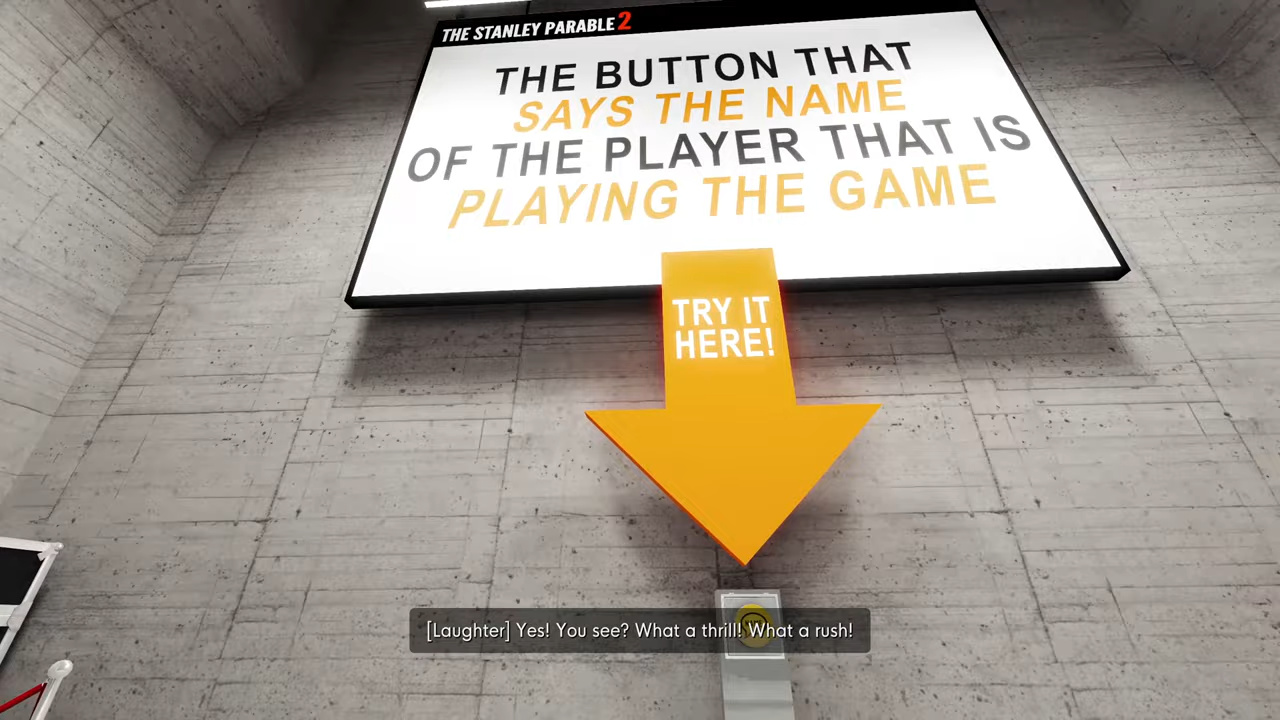 THE STANLEY PARABLE 2
THE BUTTON THAT
SAYS THE NAME
OF THE PLAYER THAT IS
PLAYING THE GAME
TRY IT
HERE!
[Laughter] Yes! You see? What a thrill! What a rush!